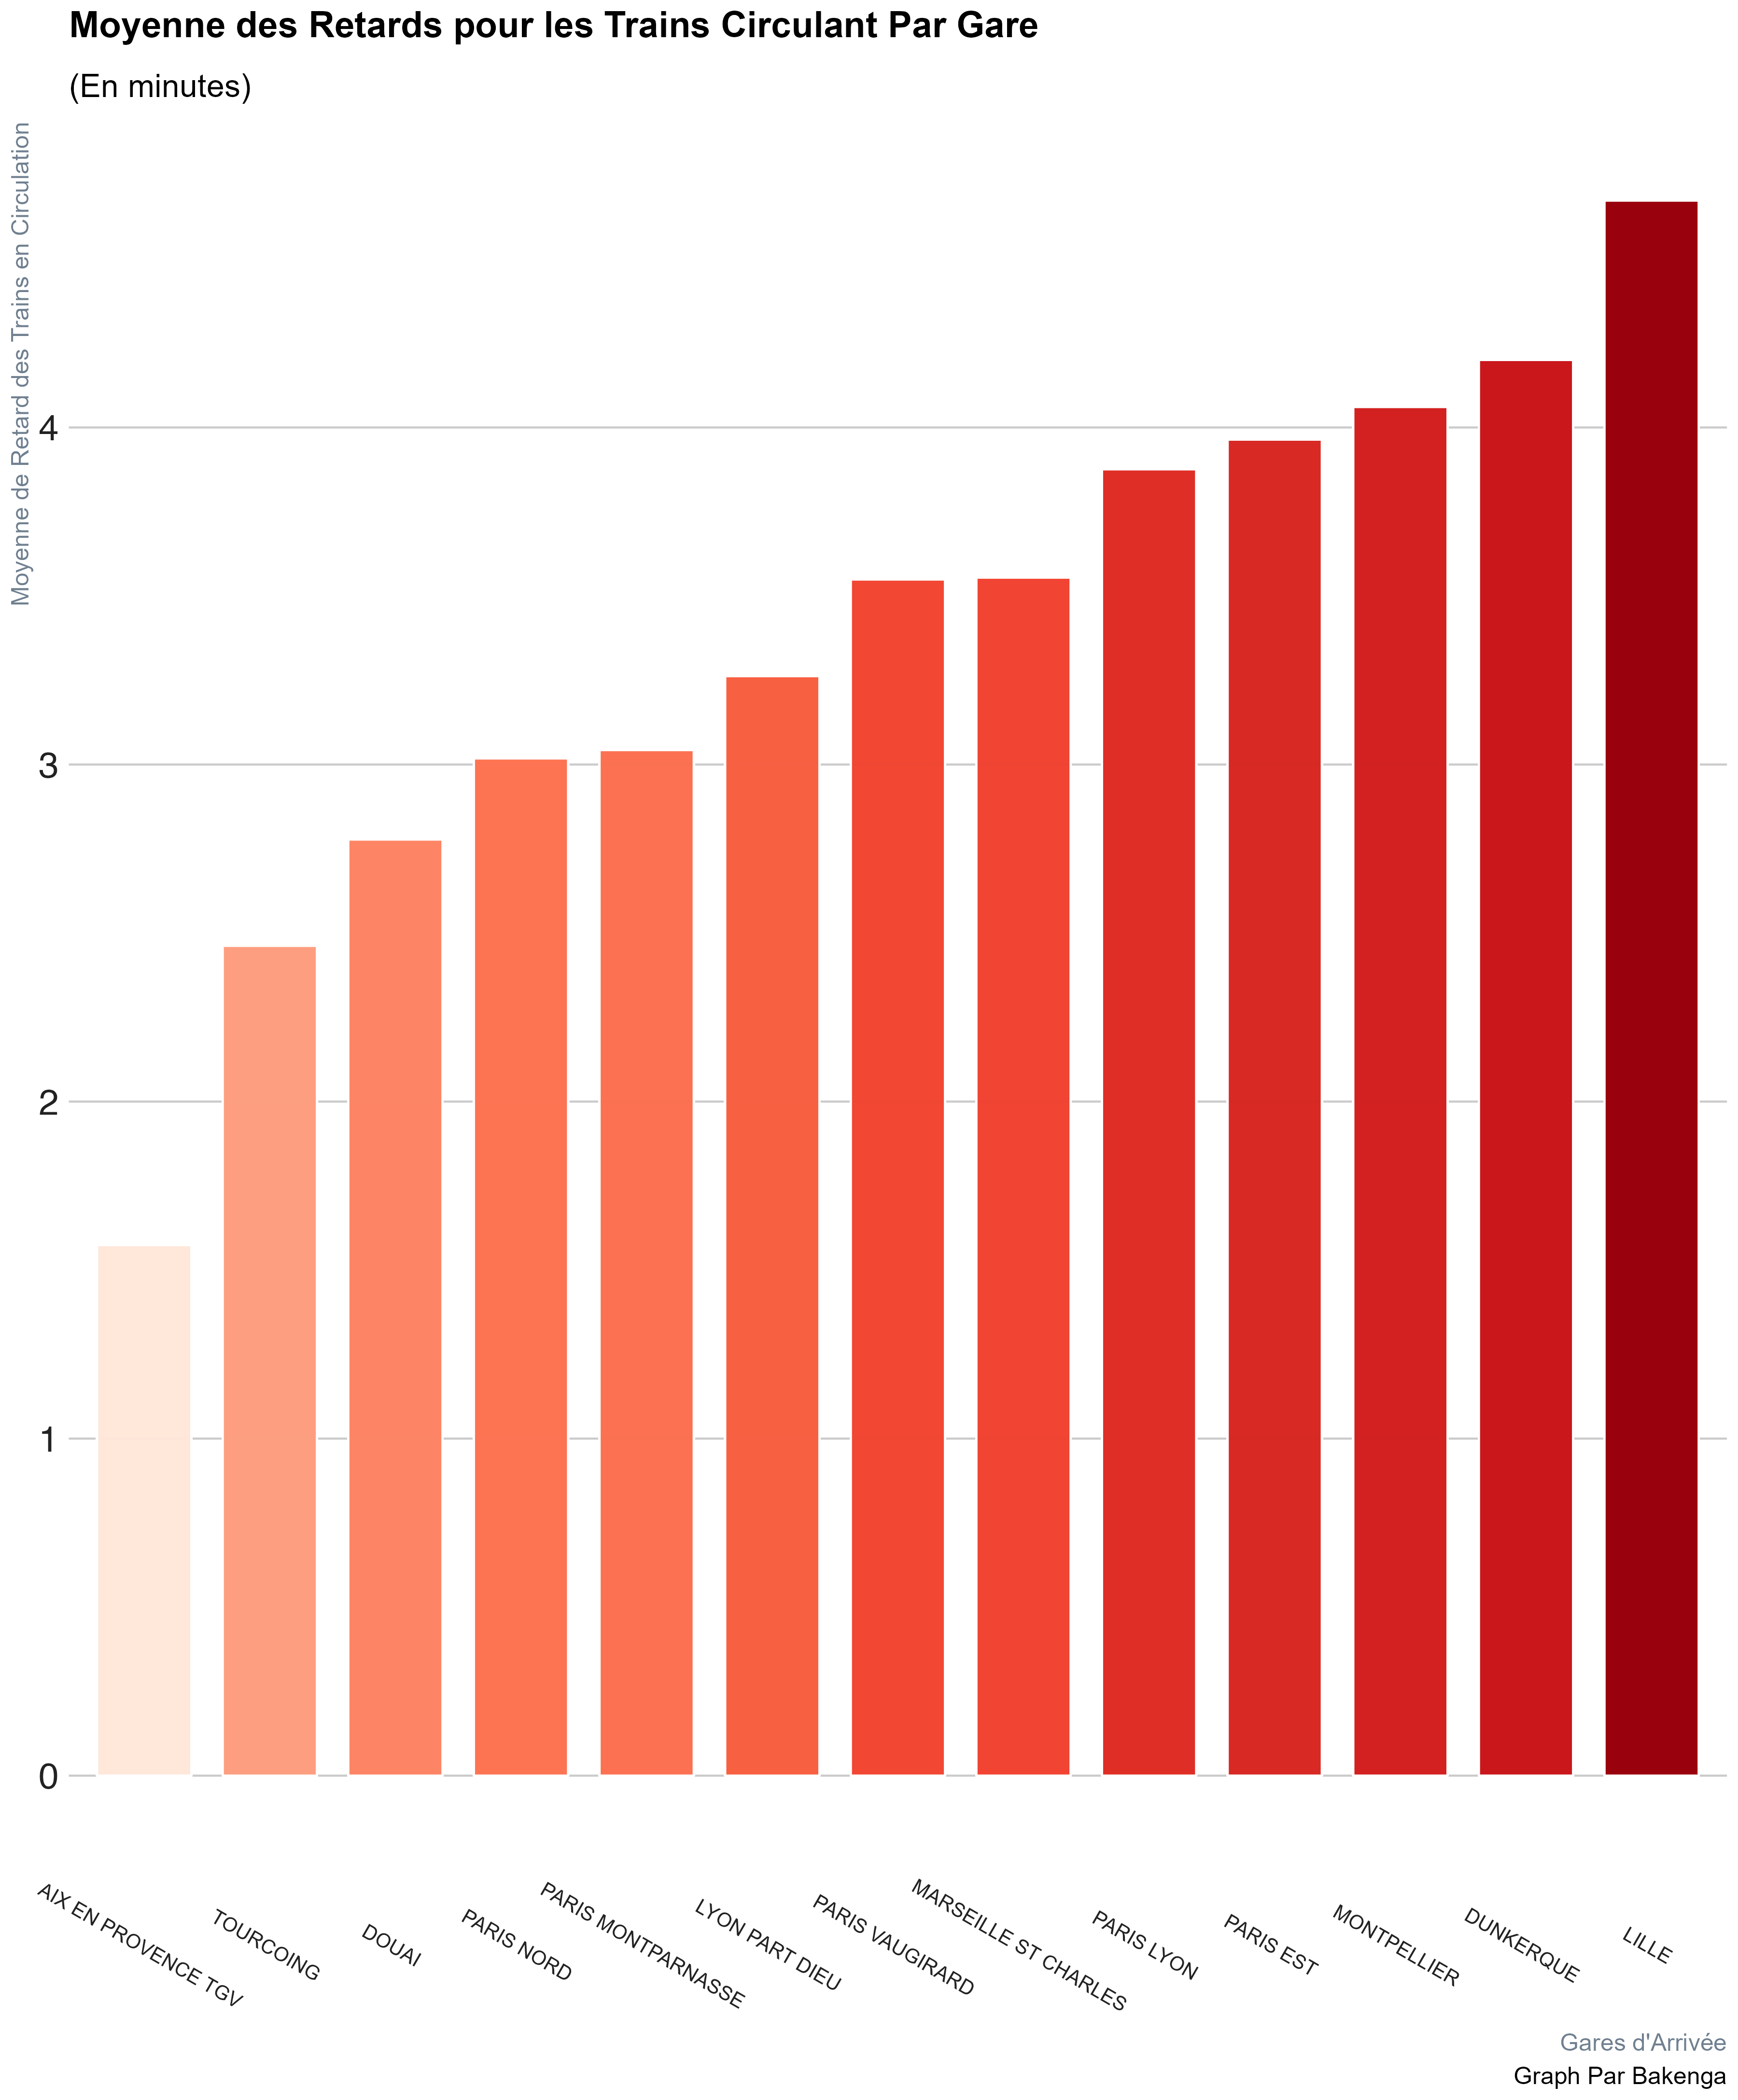 Moyenne des Retards pour les Trains Circulant Par Gare
(En minutes)
Moyenne de Retard des Trains en Circulation
4
3
2
1
0
AIX EN PROVENCE TGV
TOURCOING
DOUAI
PARIS NORD
PARIS MONTPARNASSE
LYON PART DIEU
PARIS VAUGIRARD
MARSEILLE ST CHARLES
PARIS LYON
PARIS EST
MONTPELLIER
DUNKERQUE
LILLE
Gares d'Arrivée
Graph Par Bakenga